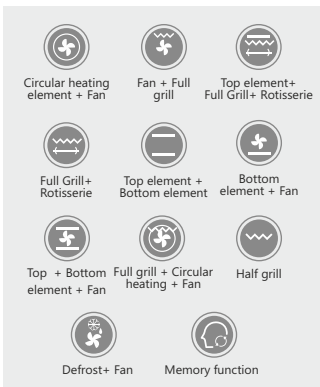 Circular heating
element + Fan
Fan + Full
grill
Top element+
Full Grill+ Rotisserie
Full Grill+
Rotisserie
Top element +
Bottom element
Bottom
element + Fan
Top + Bottom
element + Fan
Full grill + Circular
heating + Fan
Half grill
Defrost+ Fan
Memory function